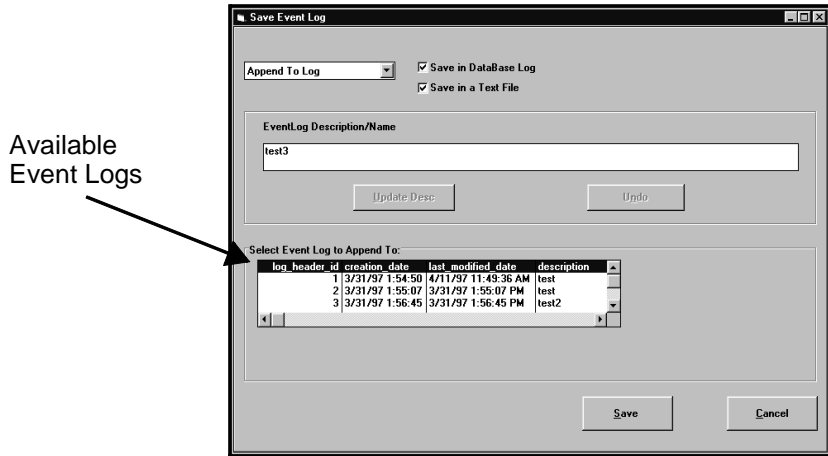 Save Event Log
Append To Log
Save in DataBase Log
Save in a Text File
Available
Event Logs
EventLog Description/Name
test3
Update Desc Undo
Select Event Log to Append To:
log_header_id creation_date last_modified_date description
1 3/31/97 1:54:50 4/11/97 11:49:36 AM test
2 3/31/97 1:55:07 3/31/97 1:55:07 PM test
3 3/31/97 1:56:45 3/31/97 1:56:45 PM test2
Save Cancel